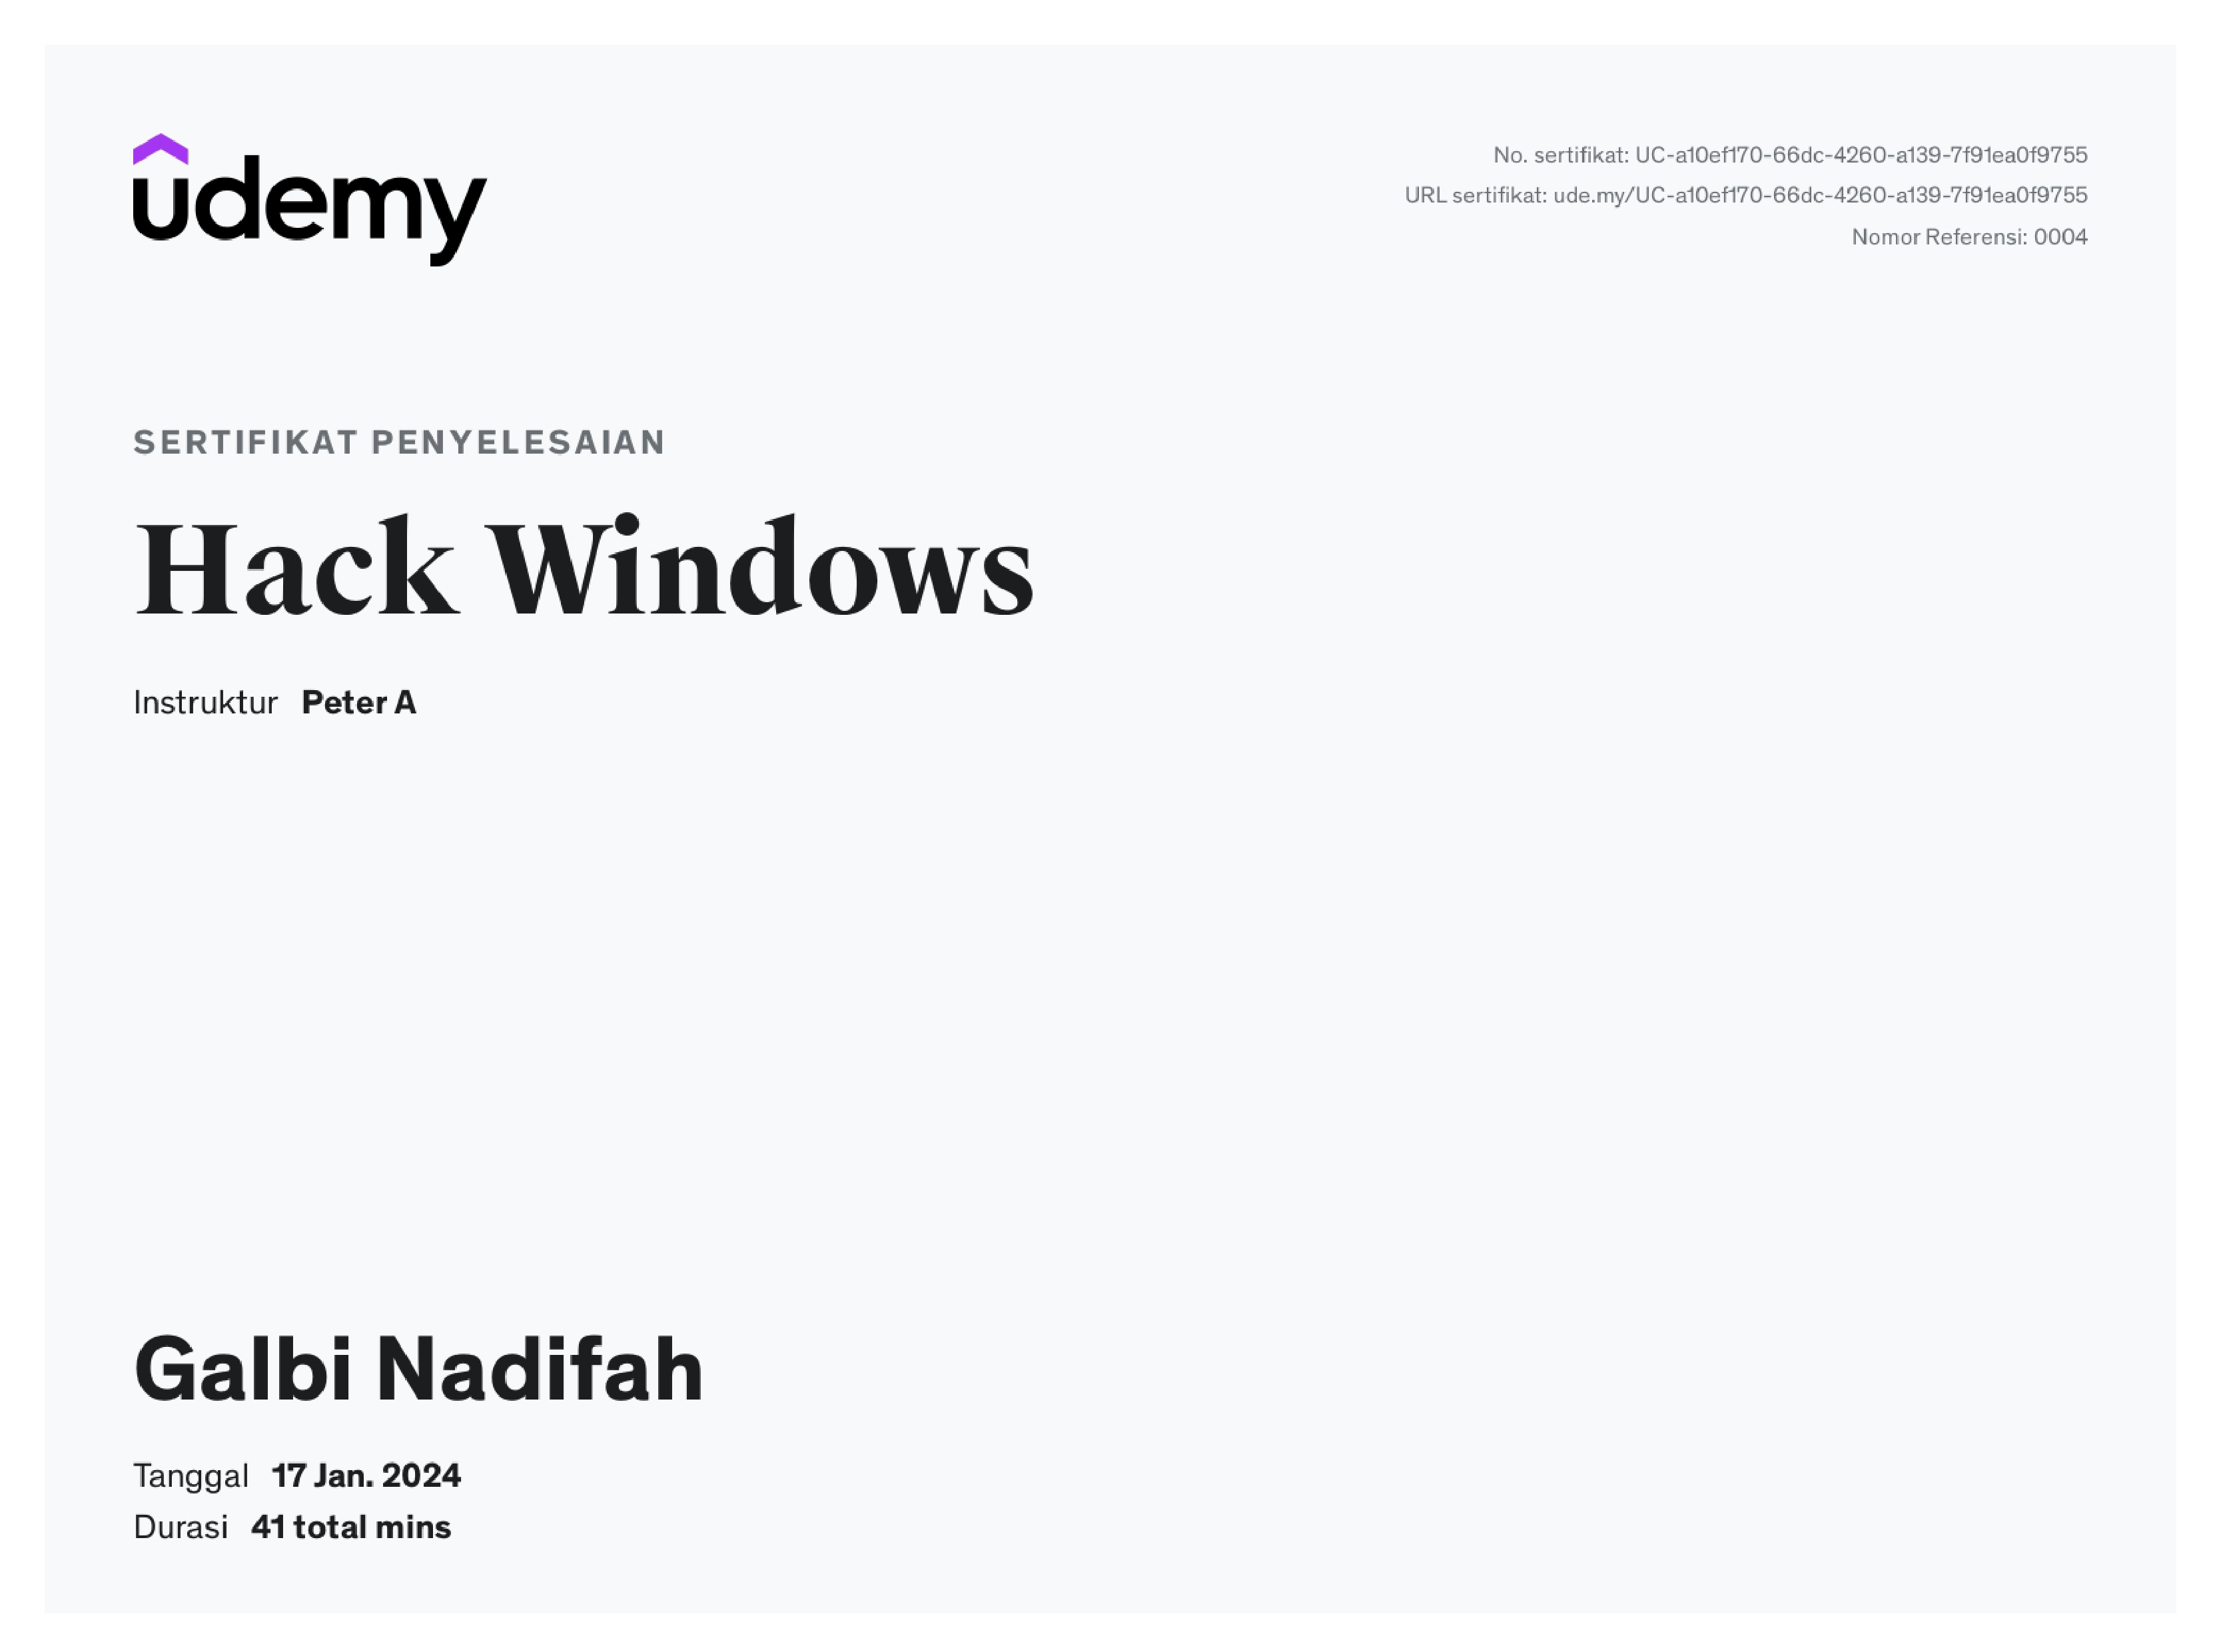 udemy
No. sertifikat: UC-a10ef170-66dc-4260-a139-7f91ea0f9755
URL sertifikat: ude.my/UC-a10ef170-66dc-4260-a139-7f91ea0f9755
Nomor Referensi: 0004
SERTIFIKAT PENYELESAIAN
Hack Windows
Instruktur Peter A
Galbi Nadifah
Tanggal 17 Jan. 2024
Durasi 41 total mins